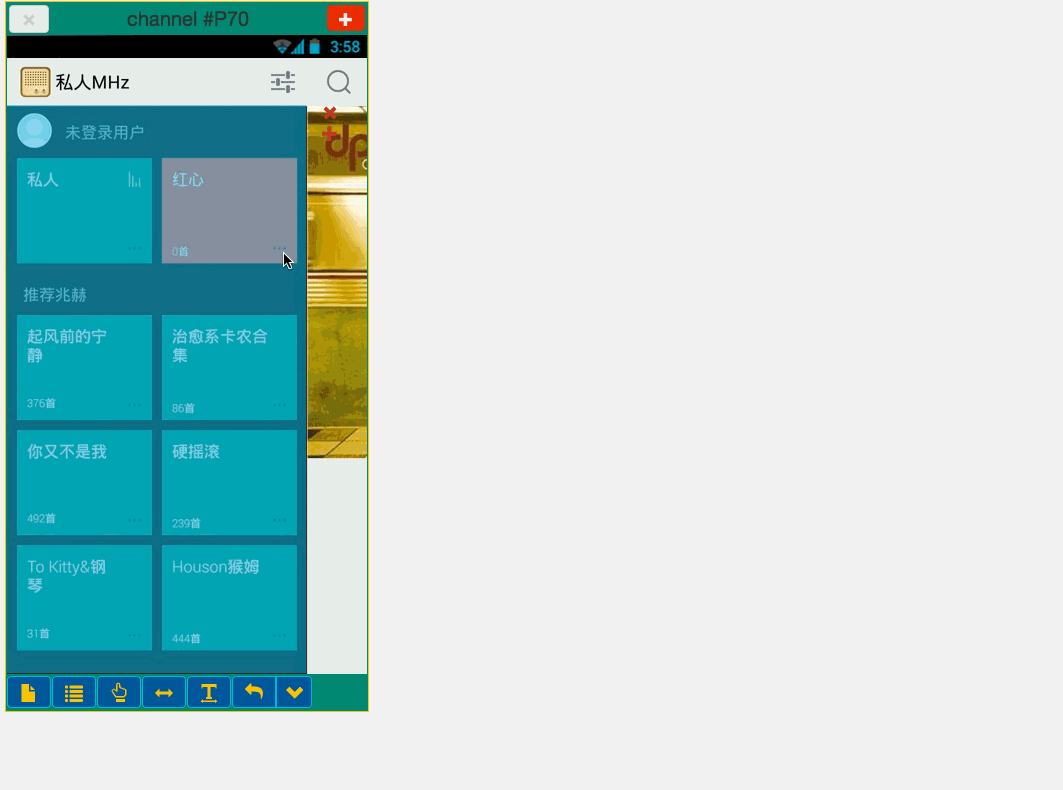 channel #P70
3:58
私人MHz
未登录用户
私人
红心
0首
推荐兆赫
起风前的宁
静
376首
治愈系卡农合
集
86首
你又不是我
492首
硬摇滚
239首
To Kitty&钢
琴
31首
Houson猴姆
444首
dp